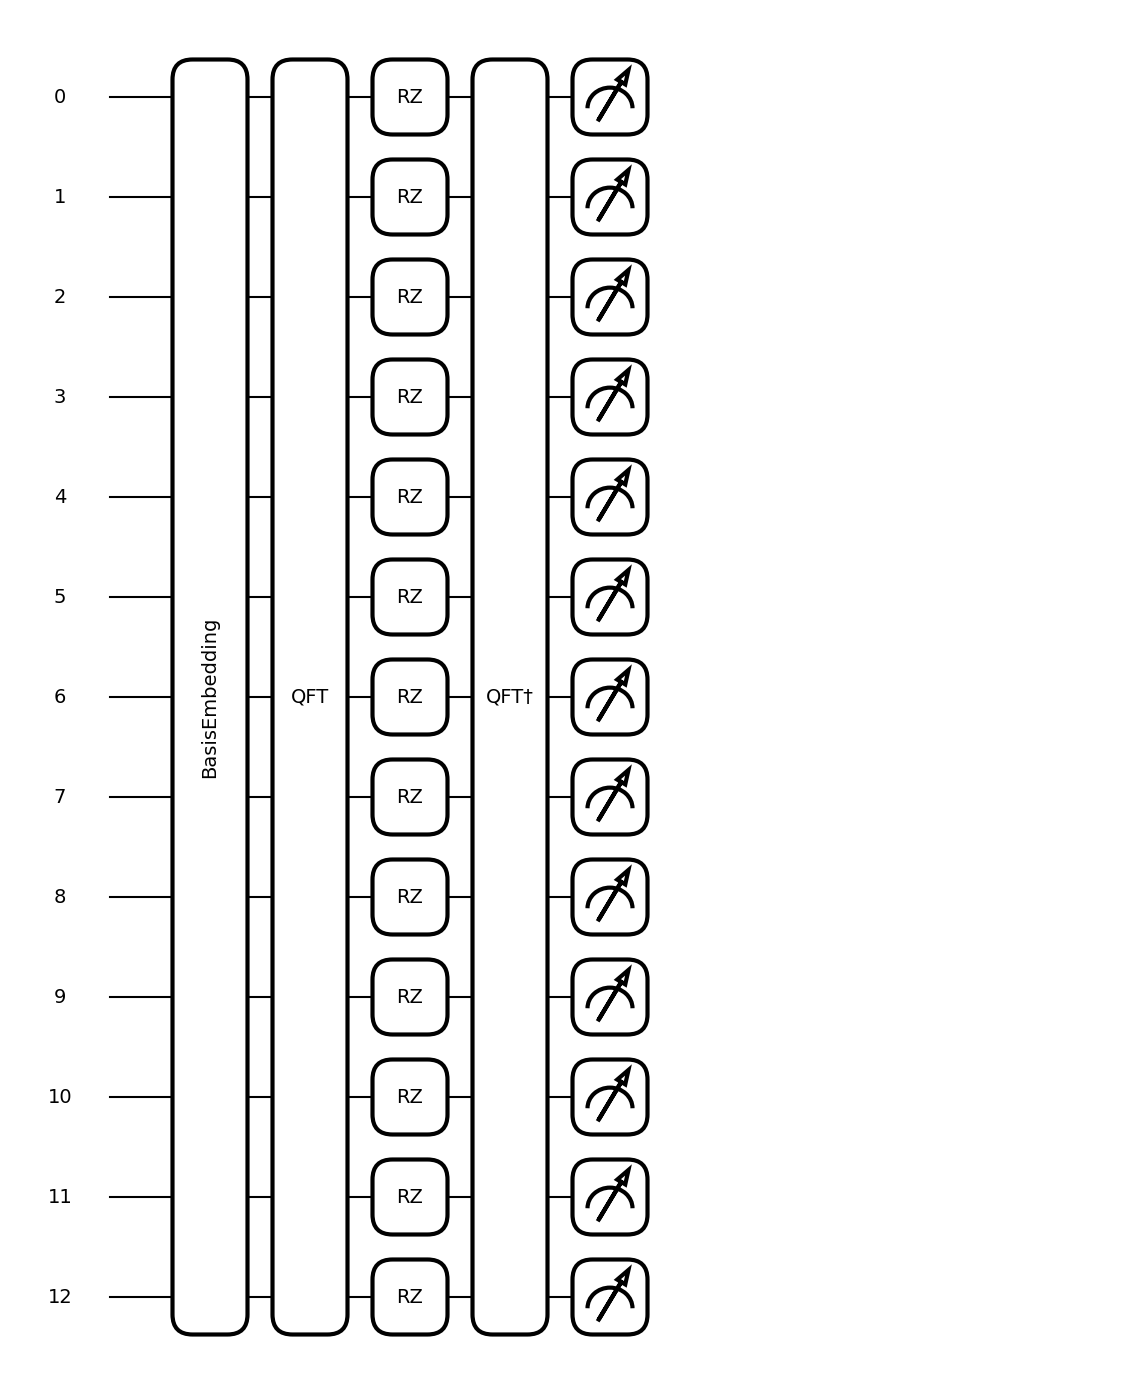 0 RZ
1 RZ
2 RZ
3 RZ
4 RZ
5 RZ
BasisEmbedding
6 QFT RZ QFT†
7 RZ
8 RZ
9 RZ
10 RZ
11 RZ
12 RZ